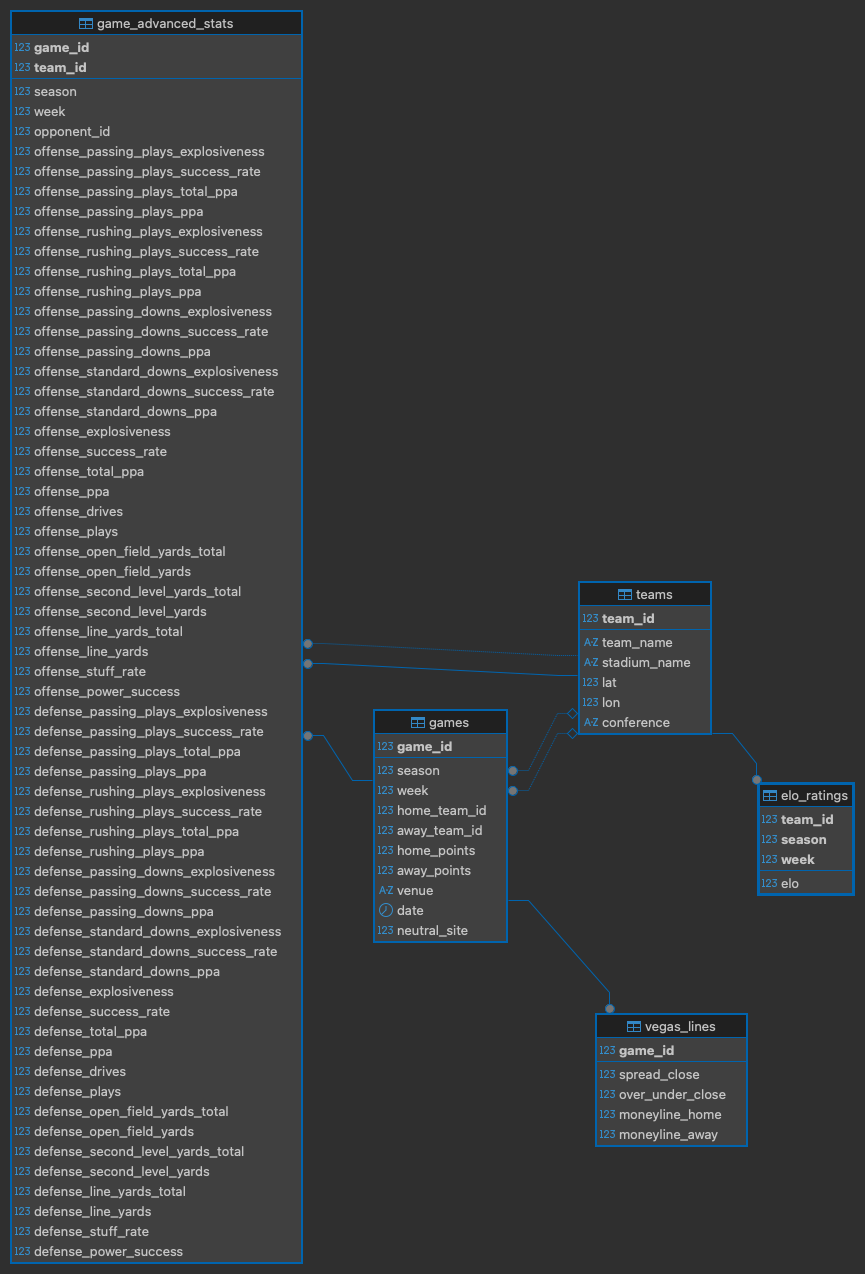 game_advanced_stats
123 game_id
123 team_id
123 season
123 week
123 opponent_id
123 offense_passing_plays_explosiveness
123 offense_passing_plays_success_rate
123 offense_passing_plays_total_ppa
123 offense_passing_plays_ppa
123 offense_rushing_plays_explosiveness
123 offense_rushing_plays_success_rate
123 offense_rushing_plays_total_ppa
123 offense_rushing_plays_ppa
123 offense_passing_downs_explosiveness
123 offense_passing_downs_success_rate
123 offense_passing_downs_ppa
123 offense_standard_downs_explosiveness
123 offense_standard_downs_success_rate
123 offense_standard_downs_ppa
123 offense_explosiveness
123 offense_success_rate
123 offense_total_ppa
123 offense_ppa
123 offense_drives
123 offense_plays
123 offense_open_field_yards_total
123 offense_open_field_yards
123 offense_second_level_yards_total
123 offense_second_level_yards
123 offense_line_yards_total
123 offense_line_yards
123 offense_stuff_rate
123 offense_power_success
123 defense_passing_plays_explosiveness
123 defense_passing_plays_success_rate
123 defense_passing_plays_total_ppa
123 defense_passing_plays_ppa
123 defense_rushing_plays_explosiveness
123 defense_rushing_plays_success_rate
123 defense_rushing_plays_total_ppa
123 defense_rushing_plays_ppa
123 defense_passing_downs_explosiveness
123 defense_passing_downs_success_rate
123 defense_passing_downs_ppa
123 defense_standard_downs_explosiveness
123 defense_standard_downs_success_rate
123 defense_standard_downs_ppa
123 defense_explosiveness
123 defense_success_rate
123 defense_total_ppa
123 defense_ppa
123 defense_drives
123 defense_plays
123 defense_open_field_yards_total
123 defense_open_field_yards
123 defense_second_level_yards_total
123 defense_second_level_yards
123 defense_line_yards_total
123 defense_line_yards
123 defense_stuff_rate
123 defense_power_success
games
123 game_id
123 season
123 week
123 home_team_id
123 away_team_id
123 home_points
123 away_points
A-Z venue
date
123 neutral_site
teams
123 team_id
A-Z team_name
A-Z stadium_name
123 lat
123 lon
A-Z conference
elo_ratings
123 team_id
123 season
123 week
123 elo
vegas_lines
123 game_id
123 spread_close
123 over_under_close
123 moneyline_home
123 moneyline_away